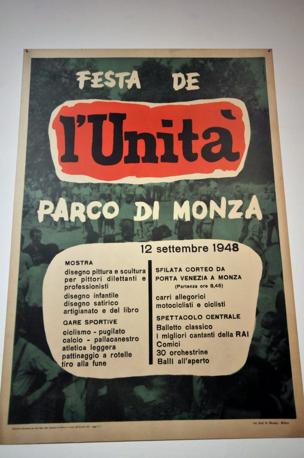 FESTA DE
l'Unità
PARCO DI MONZA
12 settembre 1948
MOSTRA
disegno pittura e scultura
per pittori dilettanti e
professionisti
disegno infantile
disegno satirico
artigianato e del libro
GARE SPORTIVE
ciclismo - pugilato
calcio - pallacanestro
atletica leggera
pattinaggio a rotelle
tiro alla fune
SFILATA CORTEO DA
PORTA VENEZIA A MONZA
(Partenza ore 8,45)
carri allegorici
motociclisti e ciclisti
SPETTACOLO CENTRALE
Balletto classico
I migliori cantanti della RAI
Comici
30 orchestrine
Balli all'aperto